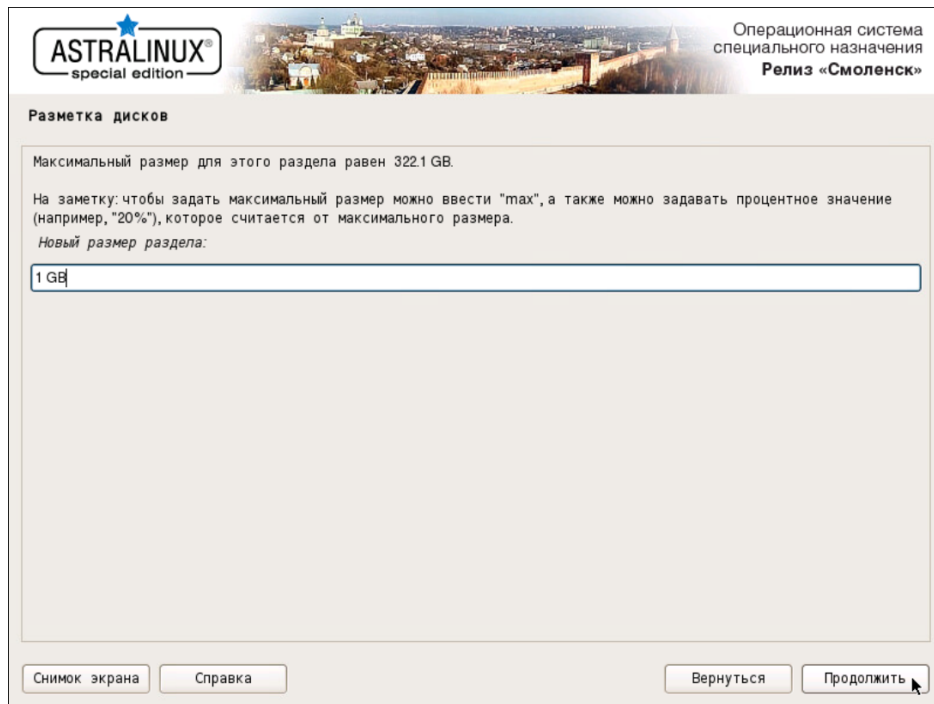 ASTRALINUX®
special edition
Операционная система
специального назначения
Релиз «Смоленск»
Разметка дисков
Максимальный размер для этого раздела равен 322.1 GB.
На заметку: чтобы задать максимальный размер можно ввести "max", а также можно задавать процентное значение
(например, "20%"), которое считается от максимального размера.
Новый размер раздела:
1 GB
Снимок экрана
Справка
Вернуться
Продолжить